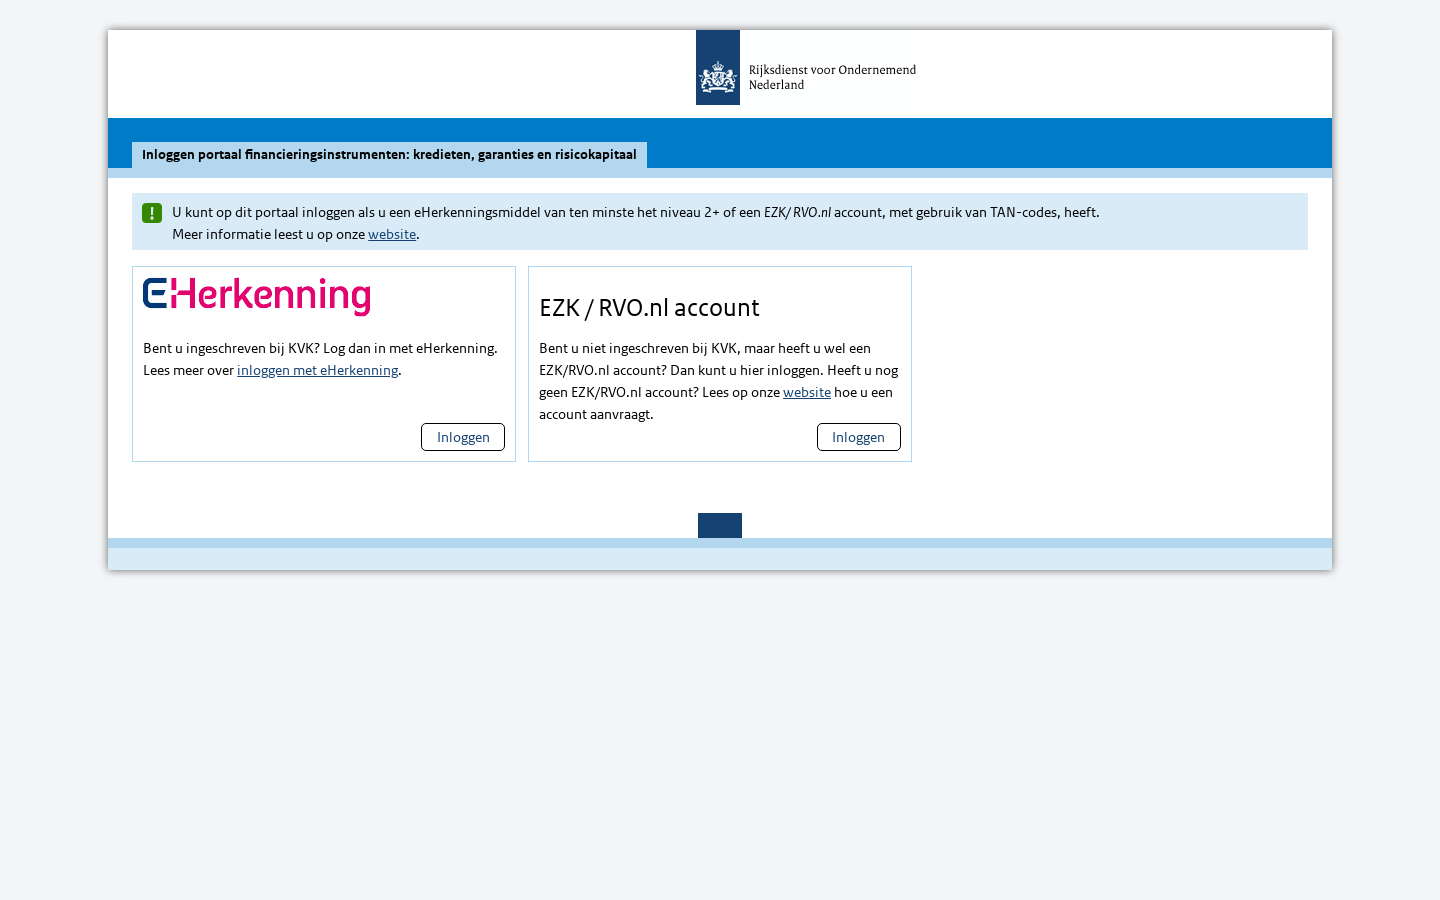 Rijksdienst voor Ondernemend
Nederland
Inloggen portaal financieringsinstrumenten: kredieten, garanties en risicokapitaal
U kunt op dit portaal inloggen als u een eHerkenningsmiddel van ten minste het niveau 2+ of een EZK/ RVO.nl account, met gebruik van TAN-codes, heeft.
Meer informatie leest u op onze website.
eHerkenning
Bent u ingeschreven bij KVK? Log dan in met eHerkenning.
Lees meer over inloggen met eHerkenning.
Inloggen
EZK / RVO.nl account
Bent u niet ingeschreven bij KVK, maar heeft u wel een
EZK/RVO.nl account? Dan kunt u hier inloggen. Heeft u nog
geen EZK/RVO.nl account? Lees op onze website hoe u een
account aanvraagt.
Inloggen